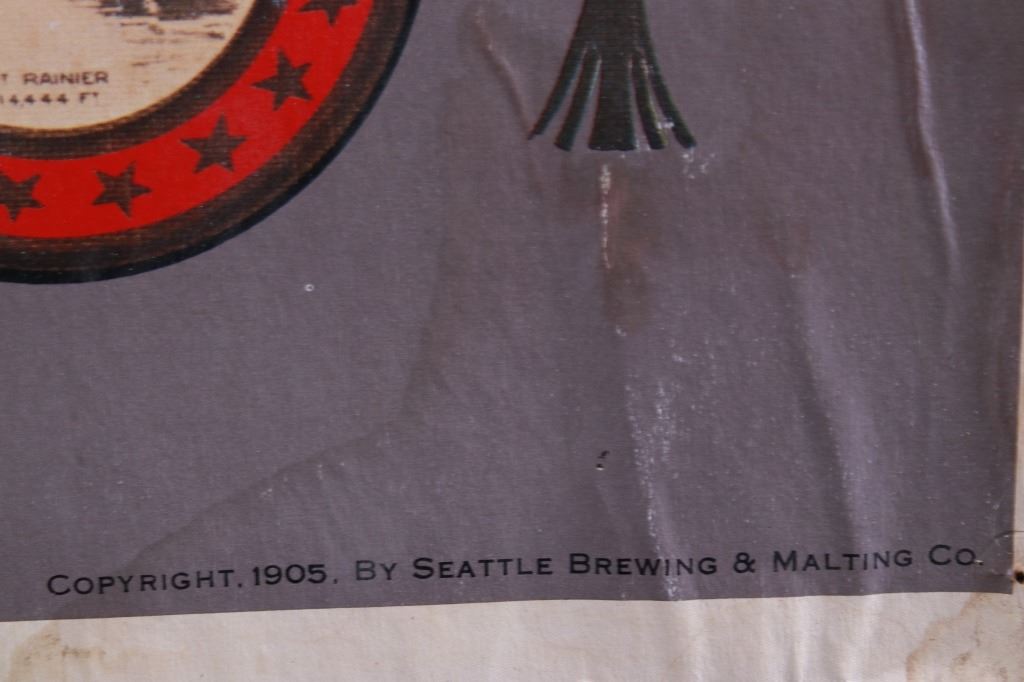 RAINIER
14,444 FT
COPYRIGHT, 1905, BY SEATTLE BREWING & MALTING CO.